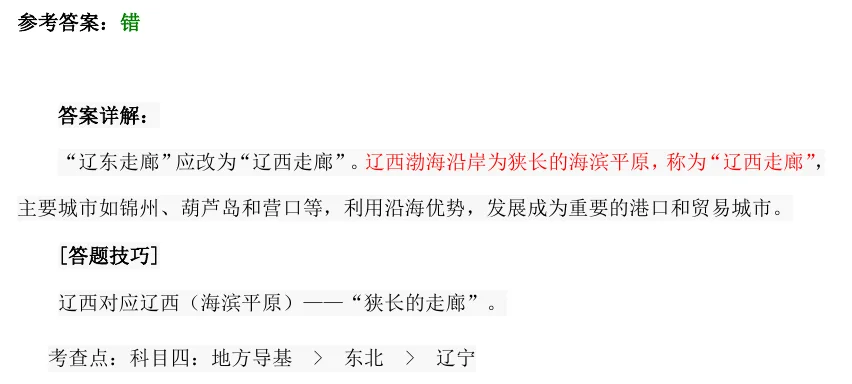 参考答案：错
答案详解：
“辽东走廊”应改为“辽西走廊”。辽西渤海沿岸为狭长的海滨平原，称为“辽西走廊”，
主要城市如锦州、葫芦岛和营口等，利用沿海优势，发展成为重要的港口和贸易城市。
[答题技巧]
辽西对应辽西（海滨平原）——“狭长的走廊”。
考查点：科目四：地方导基 > 东北 > 辽宁